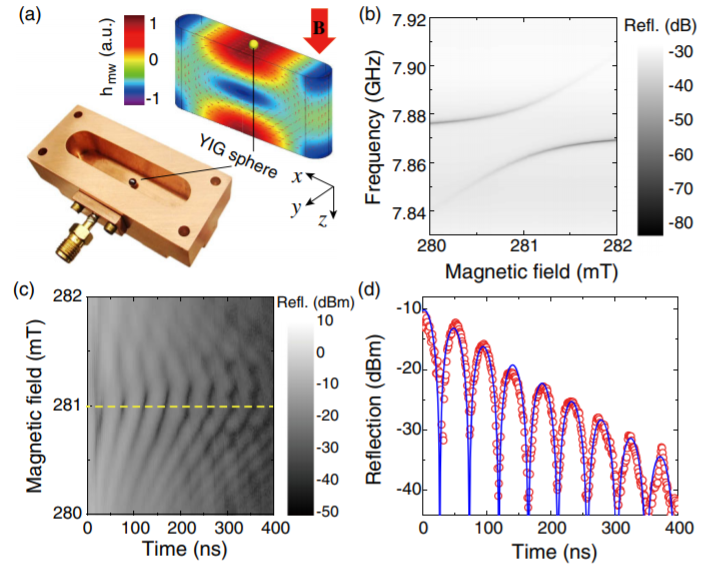 (a)
h_mw (a.u.)
1
0
-1
B
YIG sphere
x
y
z
(b)
Refl. (dB)
Frequency (GHz)
7.92
7.90
7.88
7.86
7.84
280
281
282
Magnetic field (mT)
-30
-40
-50
-60
-70
-80
(c)
Refl. (dBm)
Magnetic field (mT)
282
281
280
0
100
200
300
400
Time (ns)
10
0
-10
-20
-30
-40
-50
(d)
Reflection (dBm)
-10
-20
-30
-40
0
100
200
300
400
Time (ns)